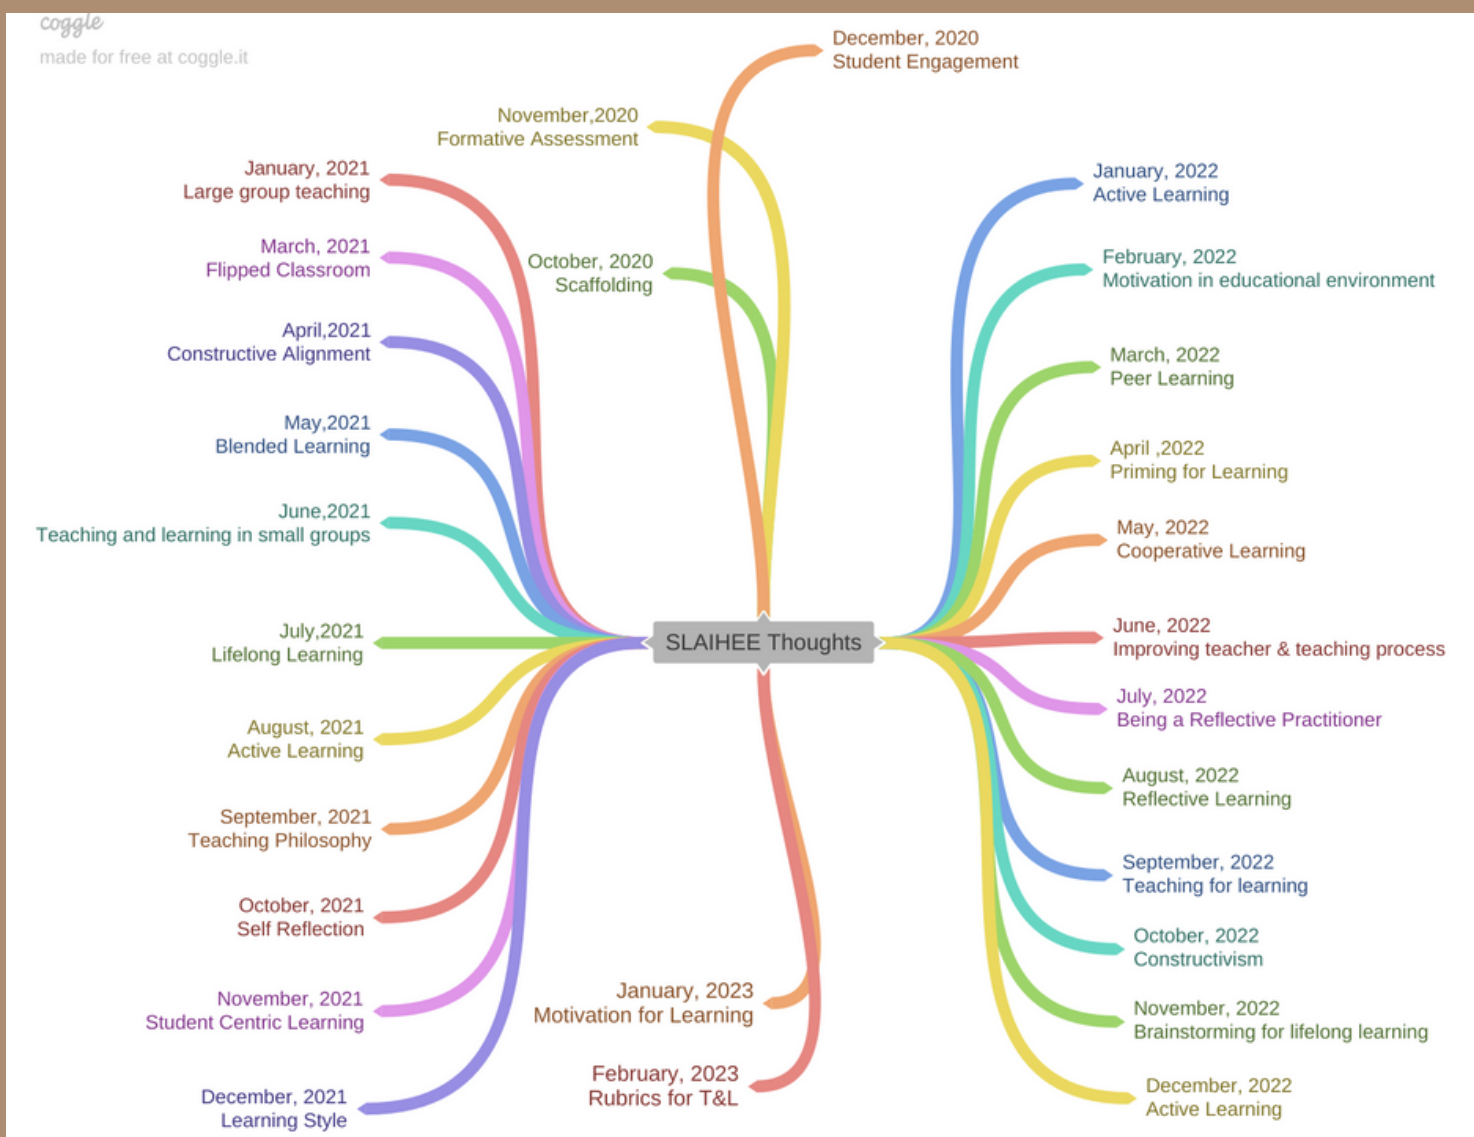 coggle
made for free at coggle.it
December, 2020
Student Engagement
November,2020
Formative Assessment
October, 2020
Scaffolding
January, 2021
Large group teaching
March, 2021
Flipped Classroom
April,2021
Constructive Alignment
May,2021
Blended Learning
June,2021
Teaching and learning in small groups
July,2021
Lifelong Learning
August, 2021
Active Learning
September, 2021
Teaching Philosophy
October, 2021
Self Reflection
November, 2021
Student Centric Learning
December, 2021
Learning Style
SLAIHEE Thoughts
January, 2022
Active Learning
February, 2022
Motivation in educational environment
March, 2022
Peer Learning
April ,2022
Priming for Learning
May, 2022
Cooperative Learning
June, 2022
Improving teacher & teaching process
July, 2022
Being a Reflective Practitioner
August, 2022
Reflective Learning
September, 2022
Teaching for learning
October, 2022
Constructivism
November, 2022
Brainstorming for lifelong learning
December, 2022
Active Learning
January, 2023
Motivation for Learning
February, 2023
Rubrics for T&L